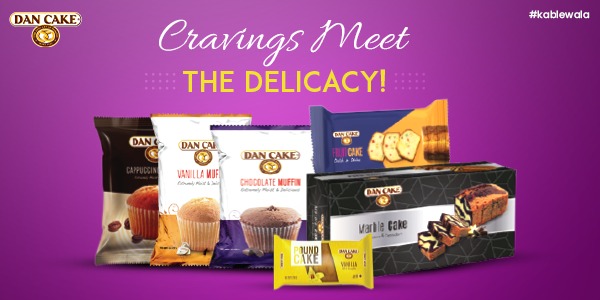 DAN CAKE
#kablewala
Cravings Meet
THE DELICACY!
DAN CAKE
CAPPUCCINO
DAN CAKE
VANILLA MUFFIN
Extremely Moist & Delicious
DAN CAKE
CHOCOLATE MUFFIN
Extremely Moist & Delicious
DAN CAKE
FRUIT CAKE
DAN CAKE
Marble Cake
POUND
CAKE
DAN CAKE
VANILLA